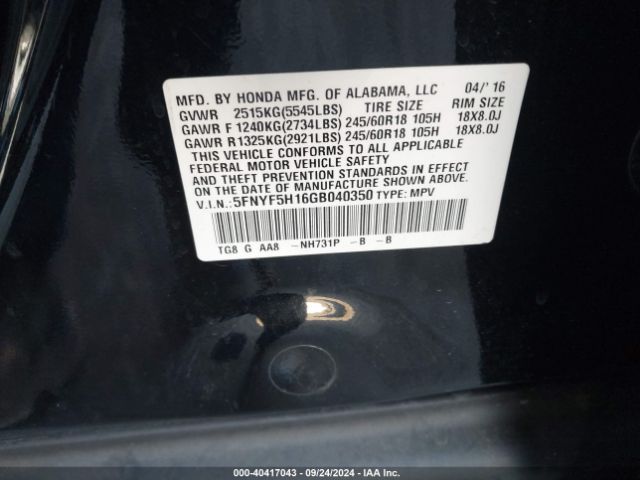 MFD. BY HONDA MFG. OF ALABAMA, LLC 04/' 16
GVWR 2515KG(5545LBS) TIRE SIZE RIM SIZE
GAWR F 1240KG(2734LBS) 245/60R18 105H 18X8.0J
GAWR R1325KG(2921LBS) 245/60R18 105H 18X8.0J
THIS VEHICLE CONFORMS TO ALL APPLICABLE
FEDERAL MOTOR VEHICLE SAFETY
AND THEFT PREVENTION STANDARDS IN EFFECT
ON THE DATE OF MANUFACTURE SHOWN ABOVE.
V.I.N.:5FNYF5H16GB040350 TYPE: MPV
TG8 G AA8 -NH731P -B -B
000-40417043 / 09/24/2024 - IAA Inc.